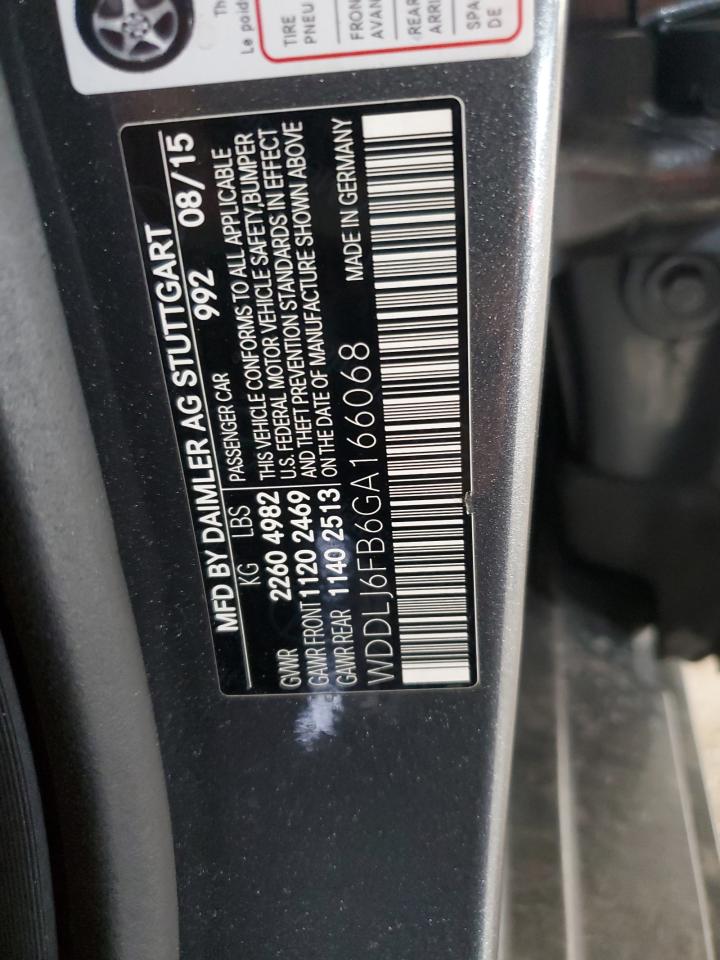 Th
Le poid
TIRE
PNEU
FRON
AVAN
REAR
ARRI
SPA
DE
MFD BY DAIMLER AG STUTTGART
992 08/15
KG LBS
PASSENGER CAR
GVWR 2260 4982
GAWR FRONT 1120 2469
GAWR REAR 1140 2513
THIS VEHICLE CONFORMS TO ALL APPLICABLE
U.S. FEDERAL MOTOR VEHICLE SAFETY,BUMPER
AND THEFT PREVENTION STANDARDS IN EFFECT
ON THE DATE OF MANUFACTURE SHOWN ABOVE
MADE IN GERMANY
WDDLJ6FB6GA166068